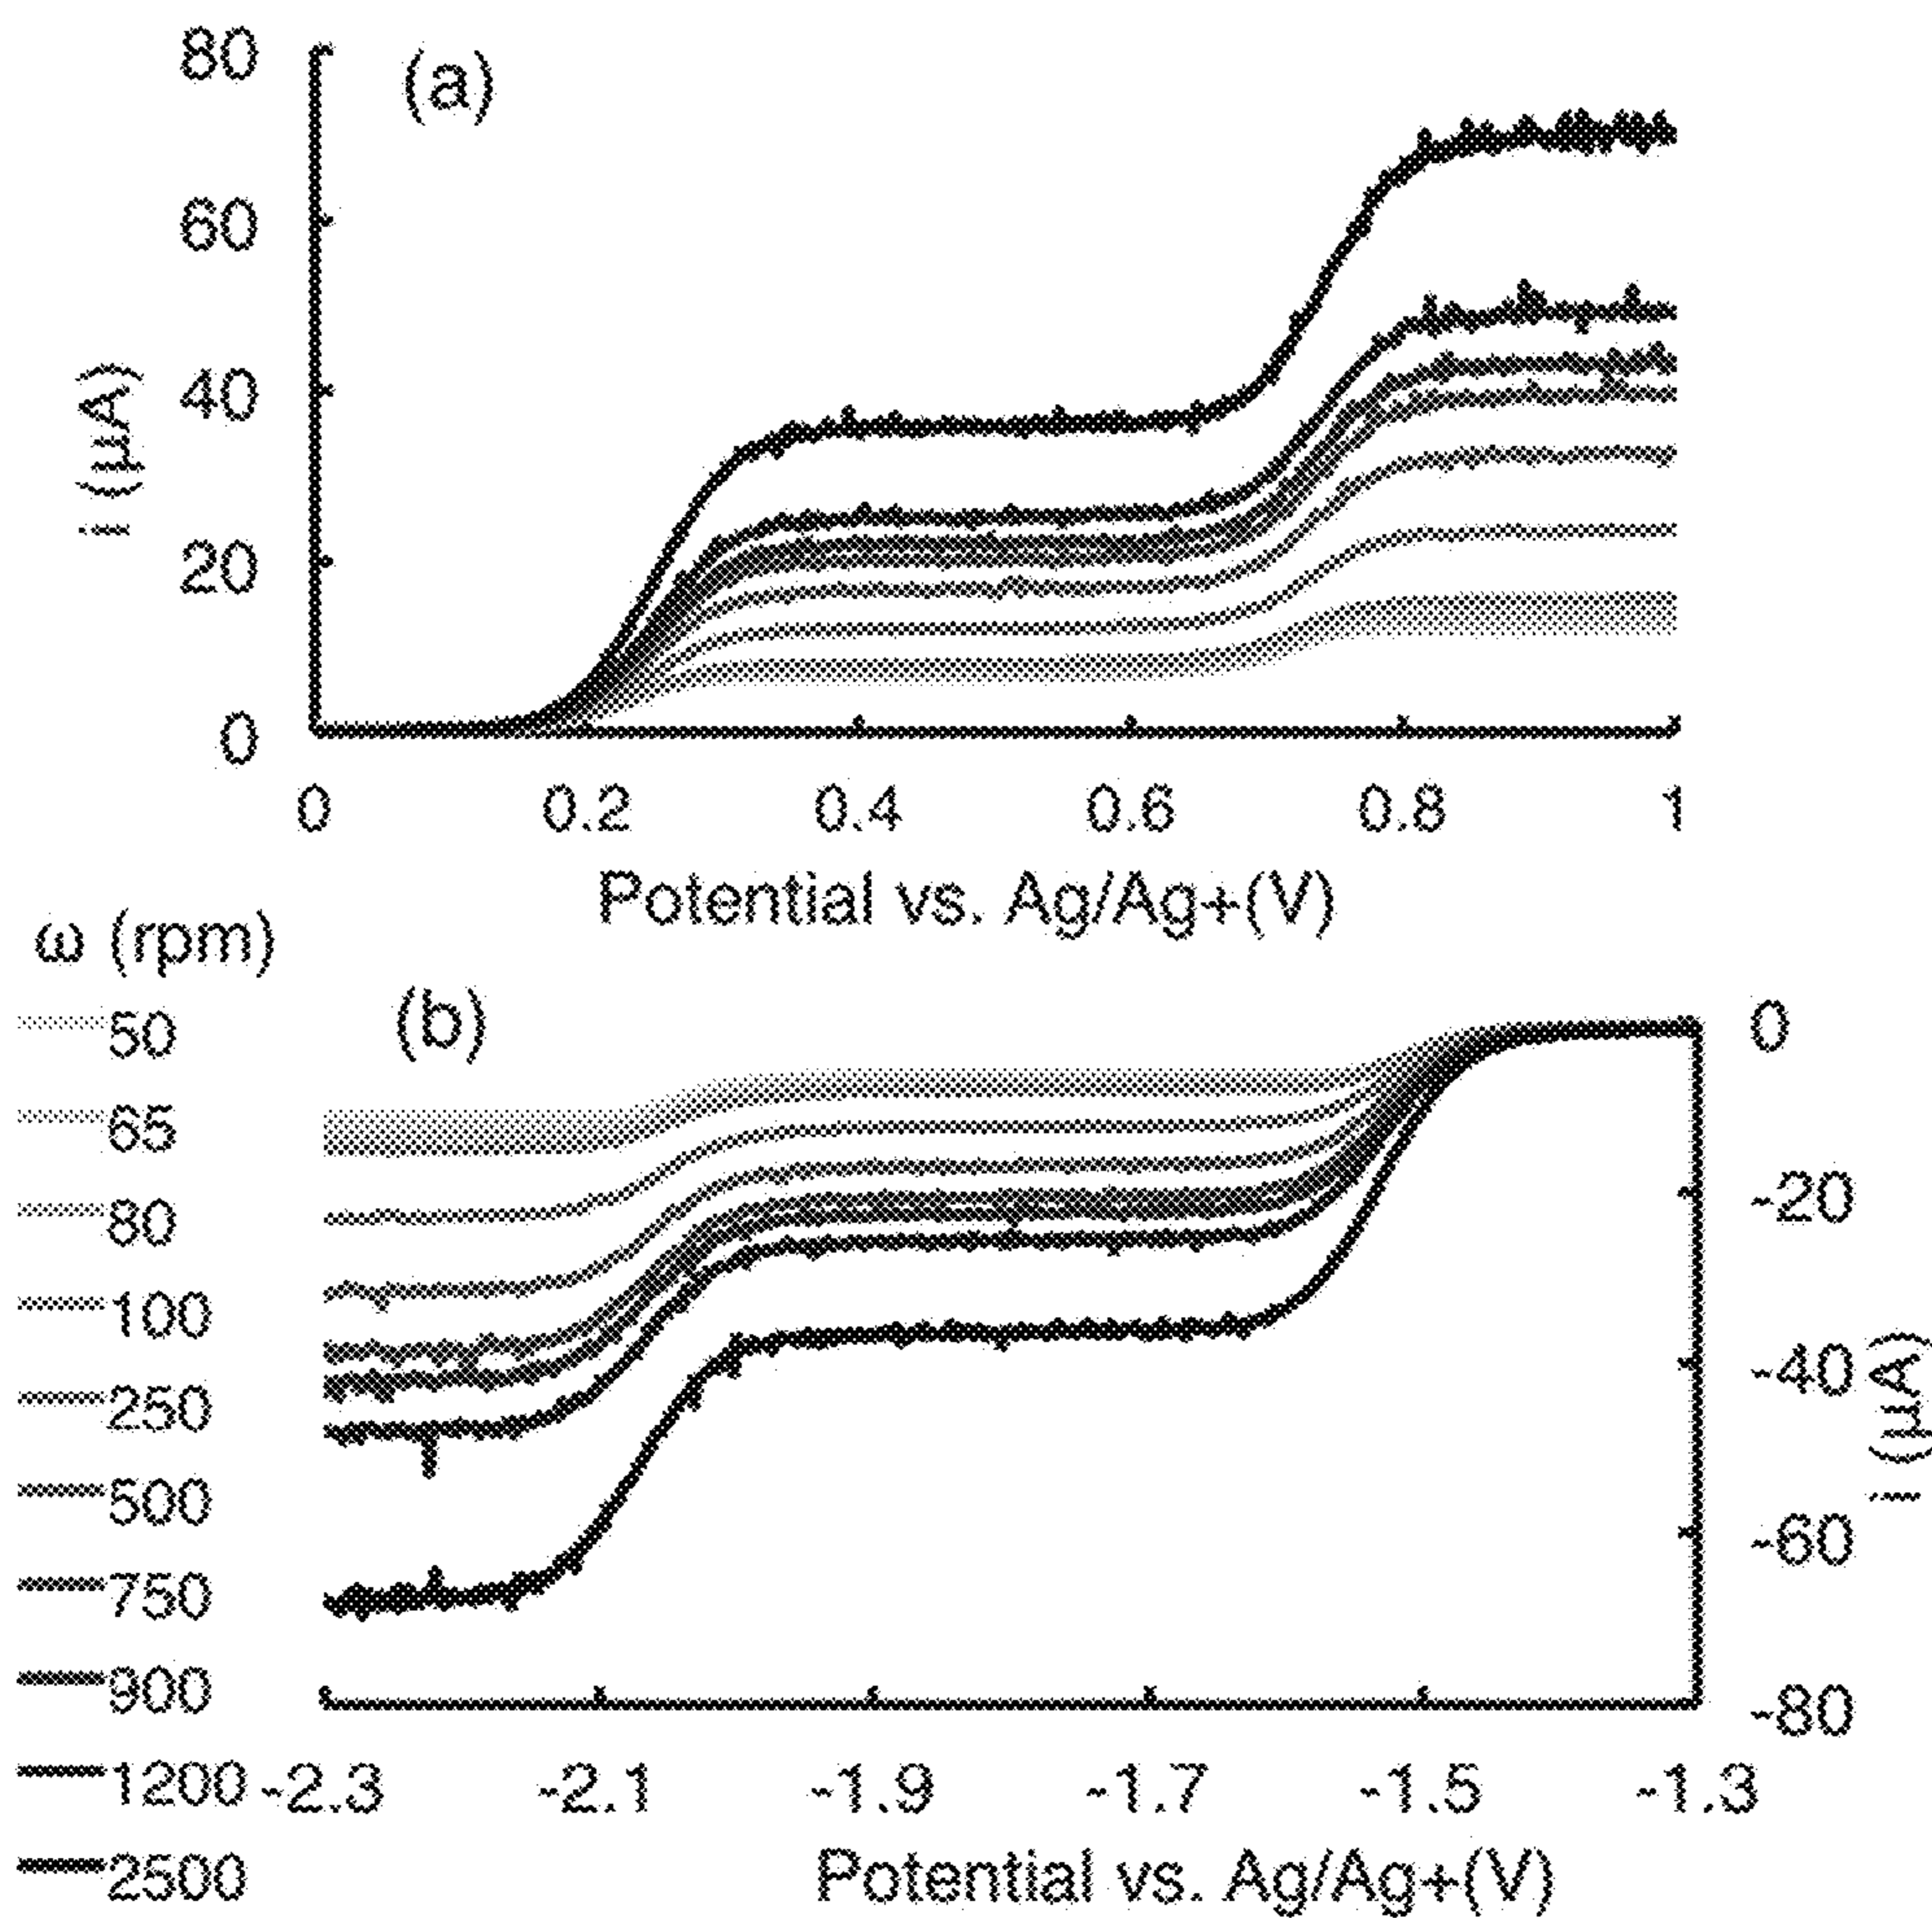 (a)
80
60
40
20
0
i (µA)
0 0.2 0.4 0.6 0.8 1
Potential vs. Ag/Ag+(V)
ω (rpm)
50
65
80
100
250
500
750
900
1200
2500
(b)
0
-20
-40
-60
-80
i (µA)
-2.3 -2.1 -1.9 -1.7 -1.5 -1.3
Potential vs. Ag/Ag+(V)